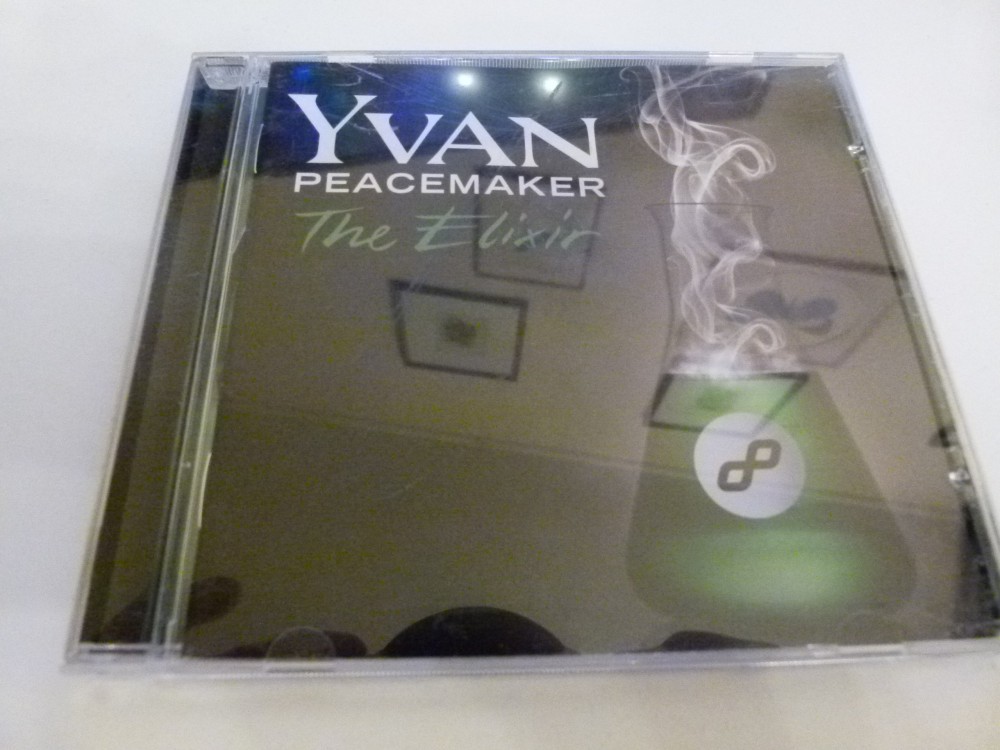 YVAN
PEACEMAKER
The Elixir